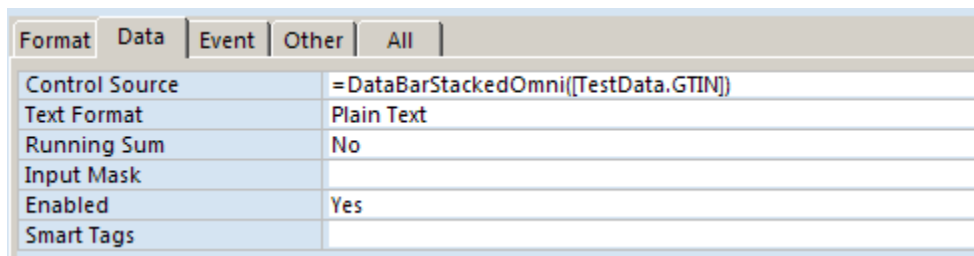 Format Data Event Other All
Control Source =DataBarStackedOmni([TestData.GTIN])
Text Format Plain Text
Running Sum No
Input Mask
Enabled Yes
Smart Tags